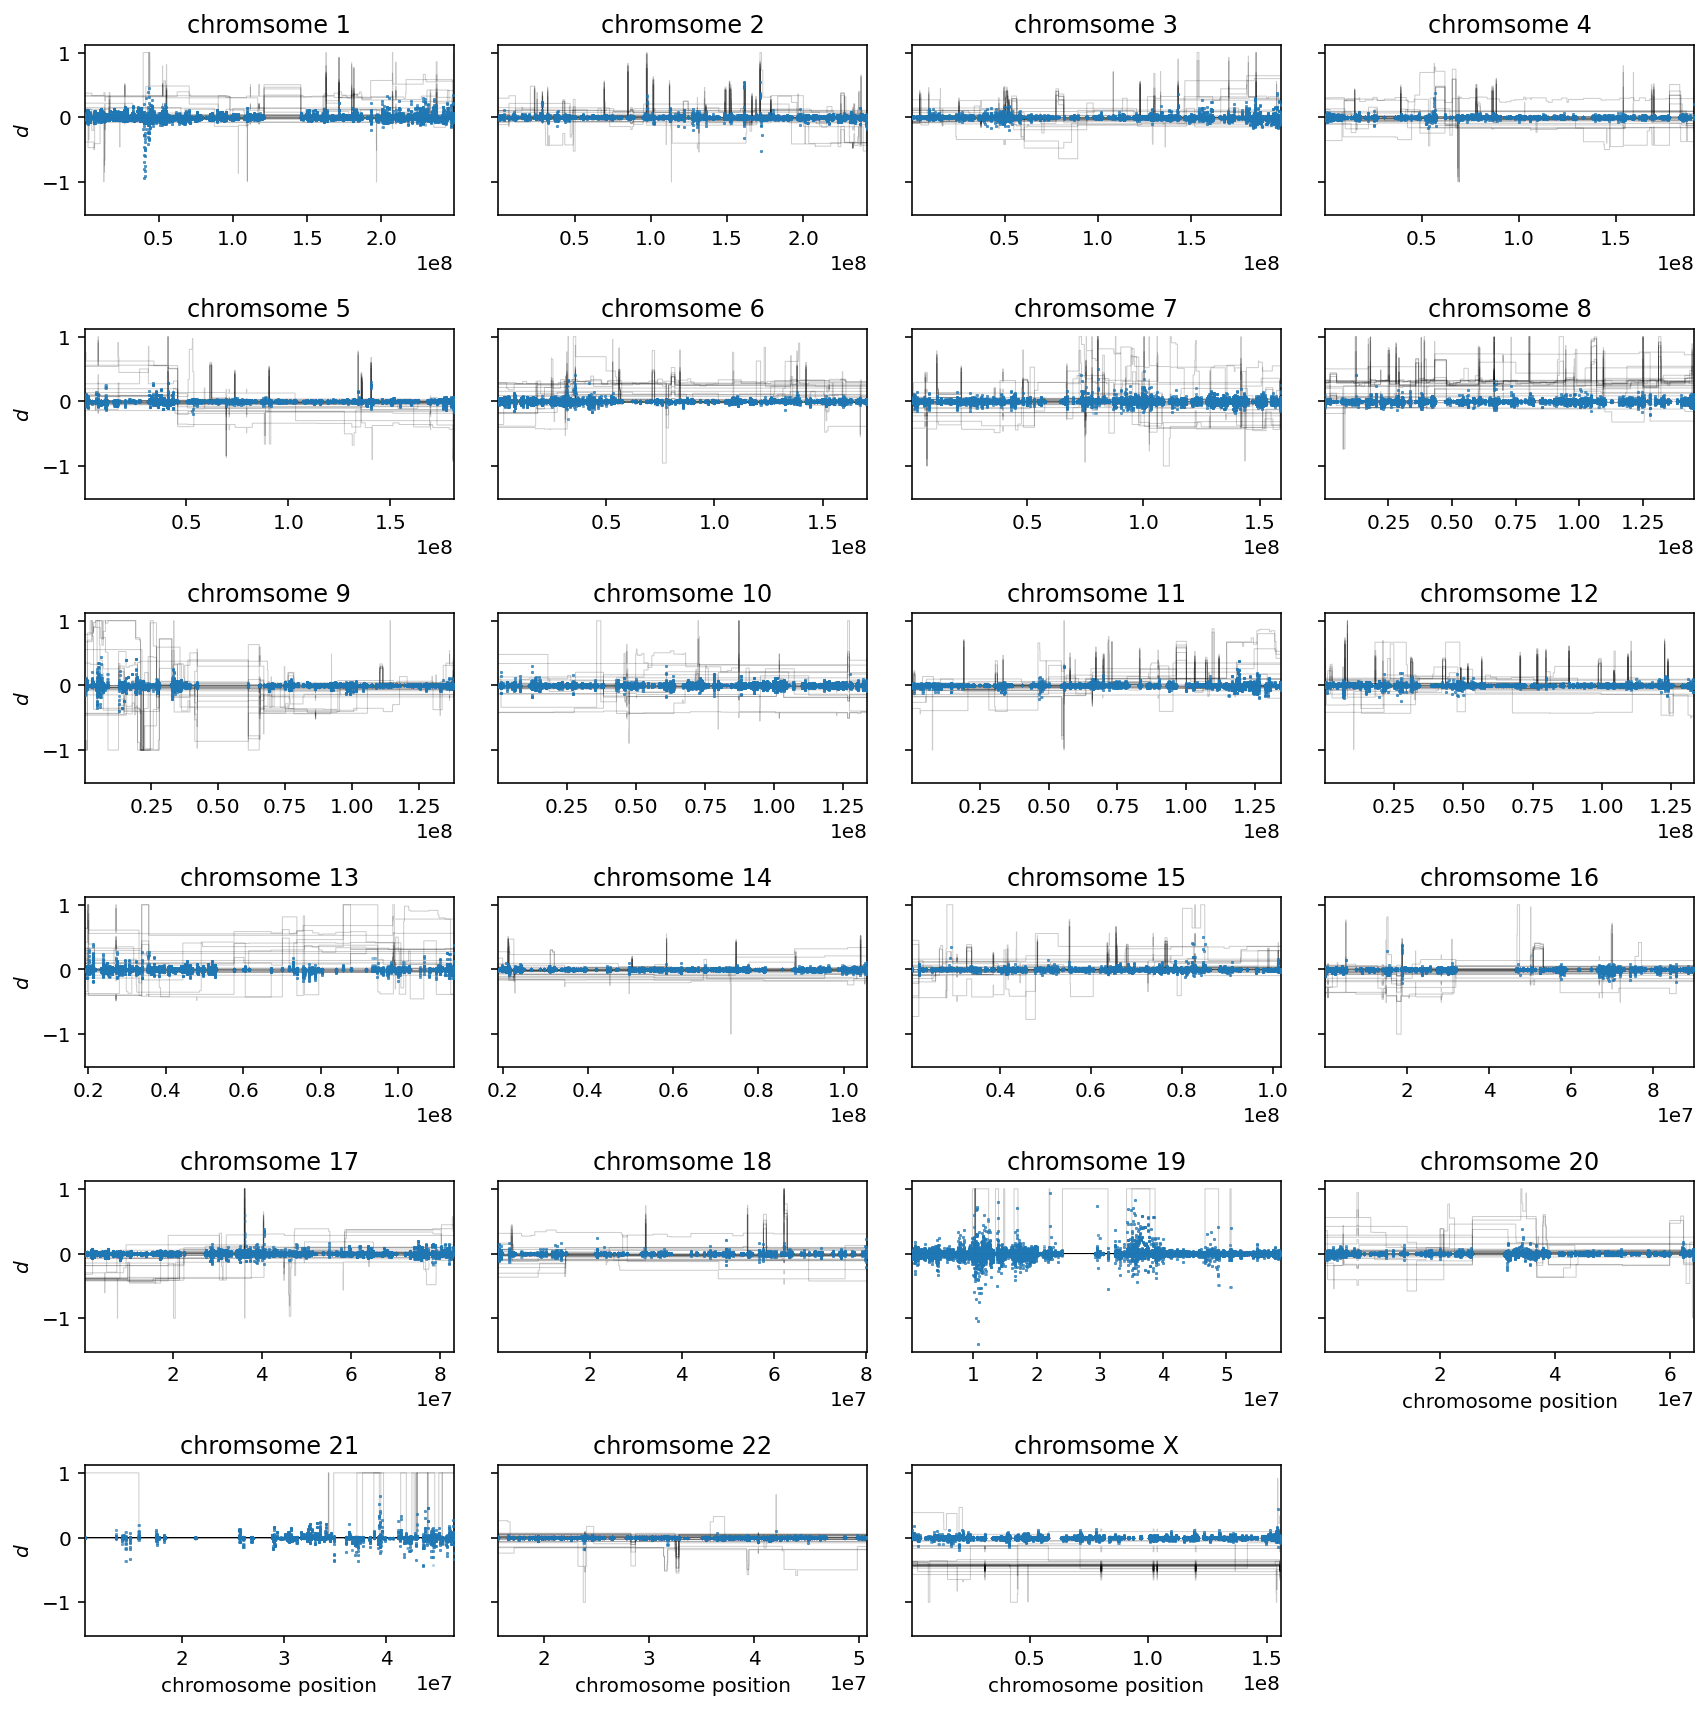 chromsome 1 chromsome 2 chromsome 3 chromsome 4
1
0
−1
d
0.5 1.0 1.5 2.0 0.5 1.0 1.5 2.0 0.5 1.0 1.5 0.5 1.0 1.5
1e8 1e8 1e8 1e8
chromsome 5 chromsome 6 chromsome 7 chromsome 8
1
0
−1
d
0.5 1.0 1.5 0.5 1.0 1.5 0.5 1.0 1.5 0.25 0.50 0.75 1.00 1.25
1e8 1e8 1e8 1e8
chromsome 9 chromsome 10 chromsome 11 chromsome 12
1
0
−1
d
0.25 0.50 0.75 1.00 1.25 0.25 0.50 0.75 1.00 1.25 0.25 0.50 0.75 1.00 1.25 0.25 0.50 0.75 1.00 1.25
1e8 1e8 1e8 1e8
chromsome 13 chromsome 14 chromsome 15 chromsome 16
1
0
−1
d
0.2 0.4 0.6 0.8 1.0 0.2 0.4 0.6 0.8 1.0 0.4 0.6 0.8 1.0 2 4 6 8
1e8 1e8 1e8 1e7
chromsome 17 chromsome 18 chromsome 19 chromsome 20
1
0
−1
d
2 4 6 8 2 4 6 8 1 2 3 4 5 2 4 6
1e7 1e7 1e7 chromosome position 1e7
chromsome 21 chromsome 22 chromsome X
1
0
−1
d
2 3 4 2 3 4 5 0.5 1.0 1.5
chromosome position 1e7 chromosome position 1e7 chromosome position 1e8